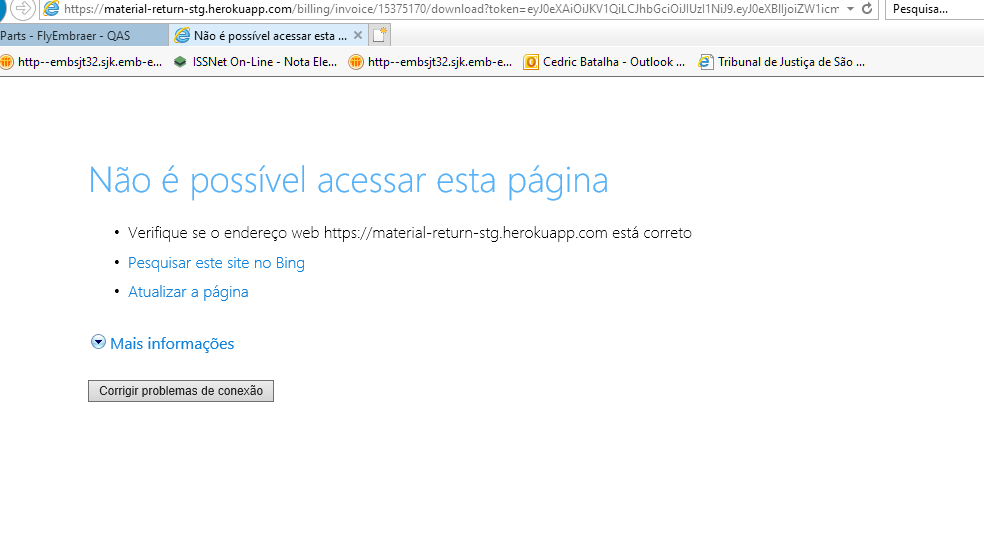 https://material-return-stg.herokuapp.com/billing/invoice/15375170/download?token=eyJ0eXAiOiJKV1QiLCJhbGciOiJIUzI1NiJ9.eyJ0eXBlIjoiZW1icm
Pesquisa...
Parts - FlyEmbraer - QAS
Não é possível acessar esta ...
http--embsjt32.sjk.emb-e...
ISSNet On-Line - Nota Ele...
http--embsjt32.sjk.emb-e...
Cedric Batalha - Outlook ...
Tribunal de Justiça de São ...
Não é possível acessar esta página
• Verifique se o endereço web https://material-return-stg.herokuapp.com está correto
• Pesquisar este site no Bing
• Atualizar a página
Mais informações
Corrigir problemas de conexão